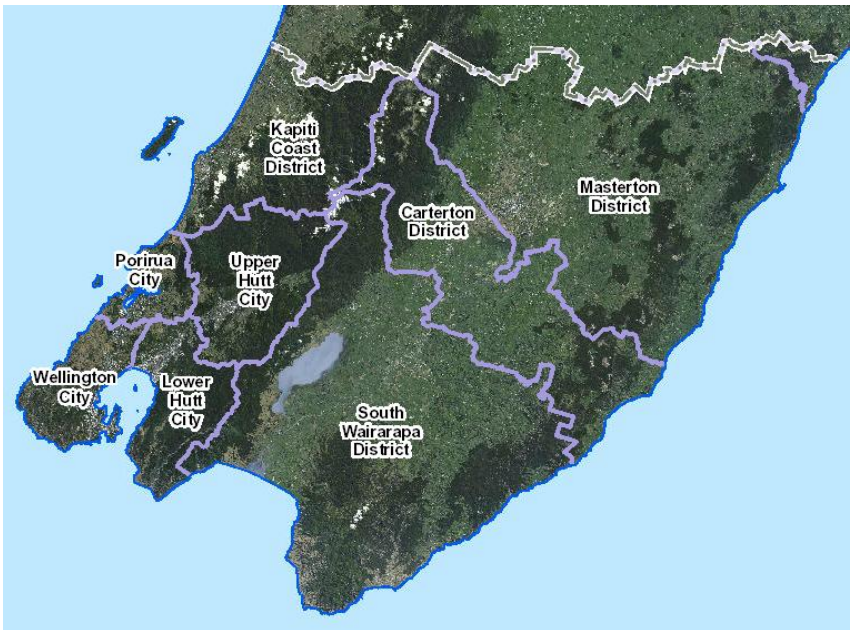 Kapiti
Coast
District
Masterton
District
Carterton
District
Porirua
City
Upper
Hutt
City
Wellington
City
Lower
Hutt
City
South
Wairarapa
District